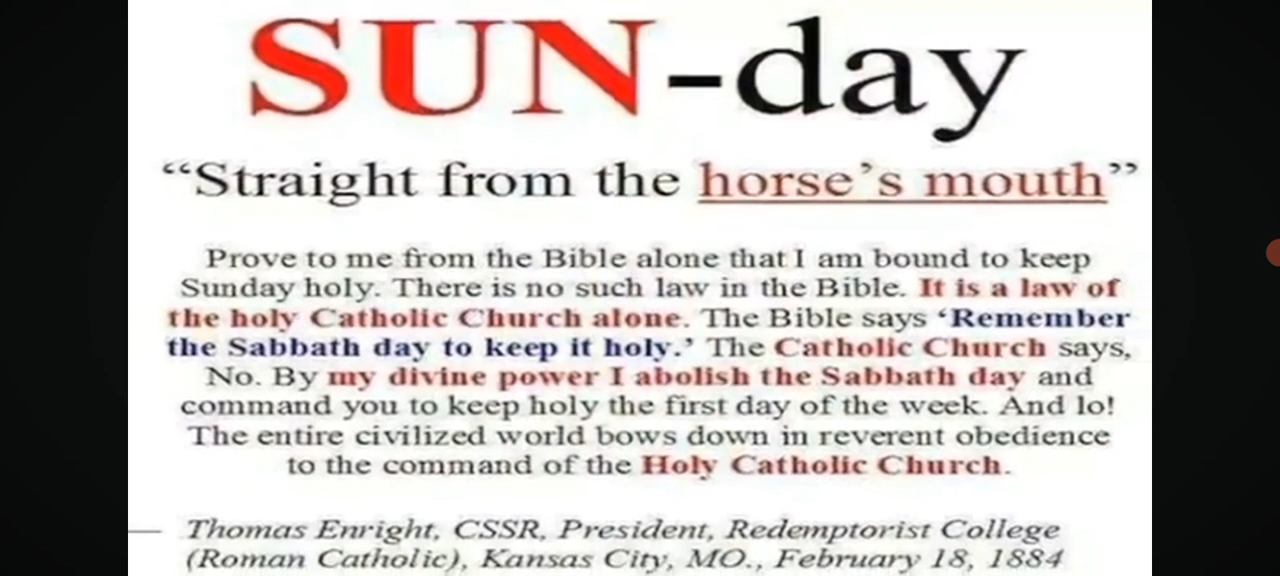 SUN-day
“Straight from the horse’s mouth”
Prove to me from the Bible alone that I am bound to keep
Sunday holy. There is no such law in the Bible. It is a law of
the holy Catholic Church alone. The Bible says ‘Remember
the Sabbath day to keep it holy.’ The Catholic Church says,
No. By my divine power I abolish the Sabbath day and
command you to keep holy the first day of the week. And lo!
The entire civilized world bows down in reverent obedience
to the command of the Holy Catholic Church.
— Thomas Enright, CSSR, President, Redemptorist College
(Roman Catholic), Kansas City, MO., February 18, 1884